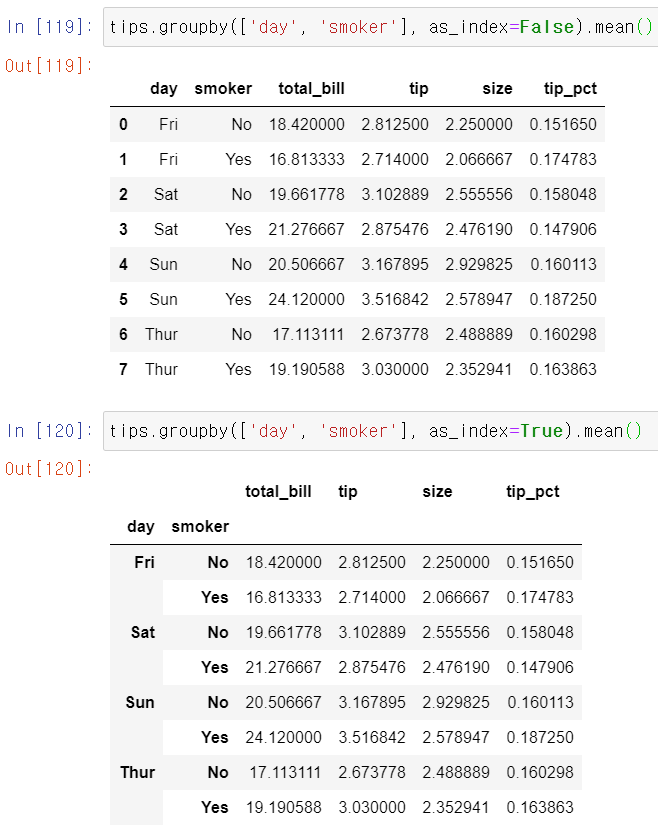 In [119]: tips.groupby(['day', 'smoker'], as_index=False).mean()
Out[119]:
day smoker total_bill tip size tip_pct
0 Fri No 18.420000 2.812500 2.250000 0.151650
1 Fri Yes 16.813333 2.714000 2.066667 0.174783
2 Sat No 19.661778 3.102889 2.555556 0.158048
3 Sat Yes 21.276667 2.875476 2.476190 0.147906
4 Sun No 20.506667 3.167895 2.929825 0.160113
5 Sun Yes 24.120000 3.516842 2.578947 0.187250
6 Thur No 17.113111 2.673778 2.488889 0.160298
7 Thur Yes 19.190588 3.030000 2.352941 0.163863
In [120]: tips.groupby(['day', 'smoker'], as_index=True).mean()
Out[120]:
total_bill tip size tip_pct
day smoker
Fri No 18.420000 2.812500 2.250000 0.151650
Yes 16.813333 2.714000 2.066667 0.174783
Sat No 19.661778 3.102889 2.555556 0.158048
Yes 21.276667 2.875476 2.476190 0.147906
Sun No 20.506667 3.167895 2.929825 0.160113
Yes 24.120000 3.516842 2.578947 0.187250
Thur No 17.113111 2.673778 2.488889 0.160298
Yes 19.190588 3.030000 2.352941 0.163863